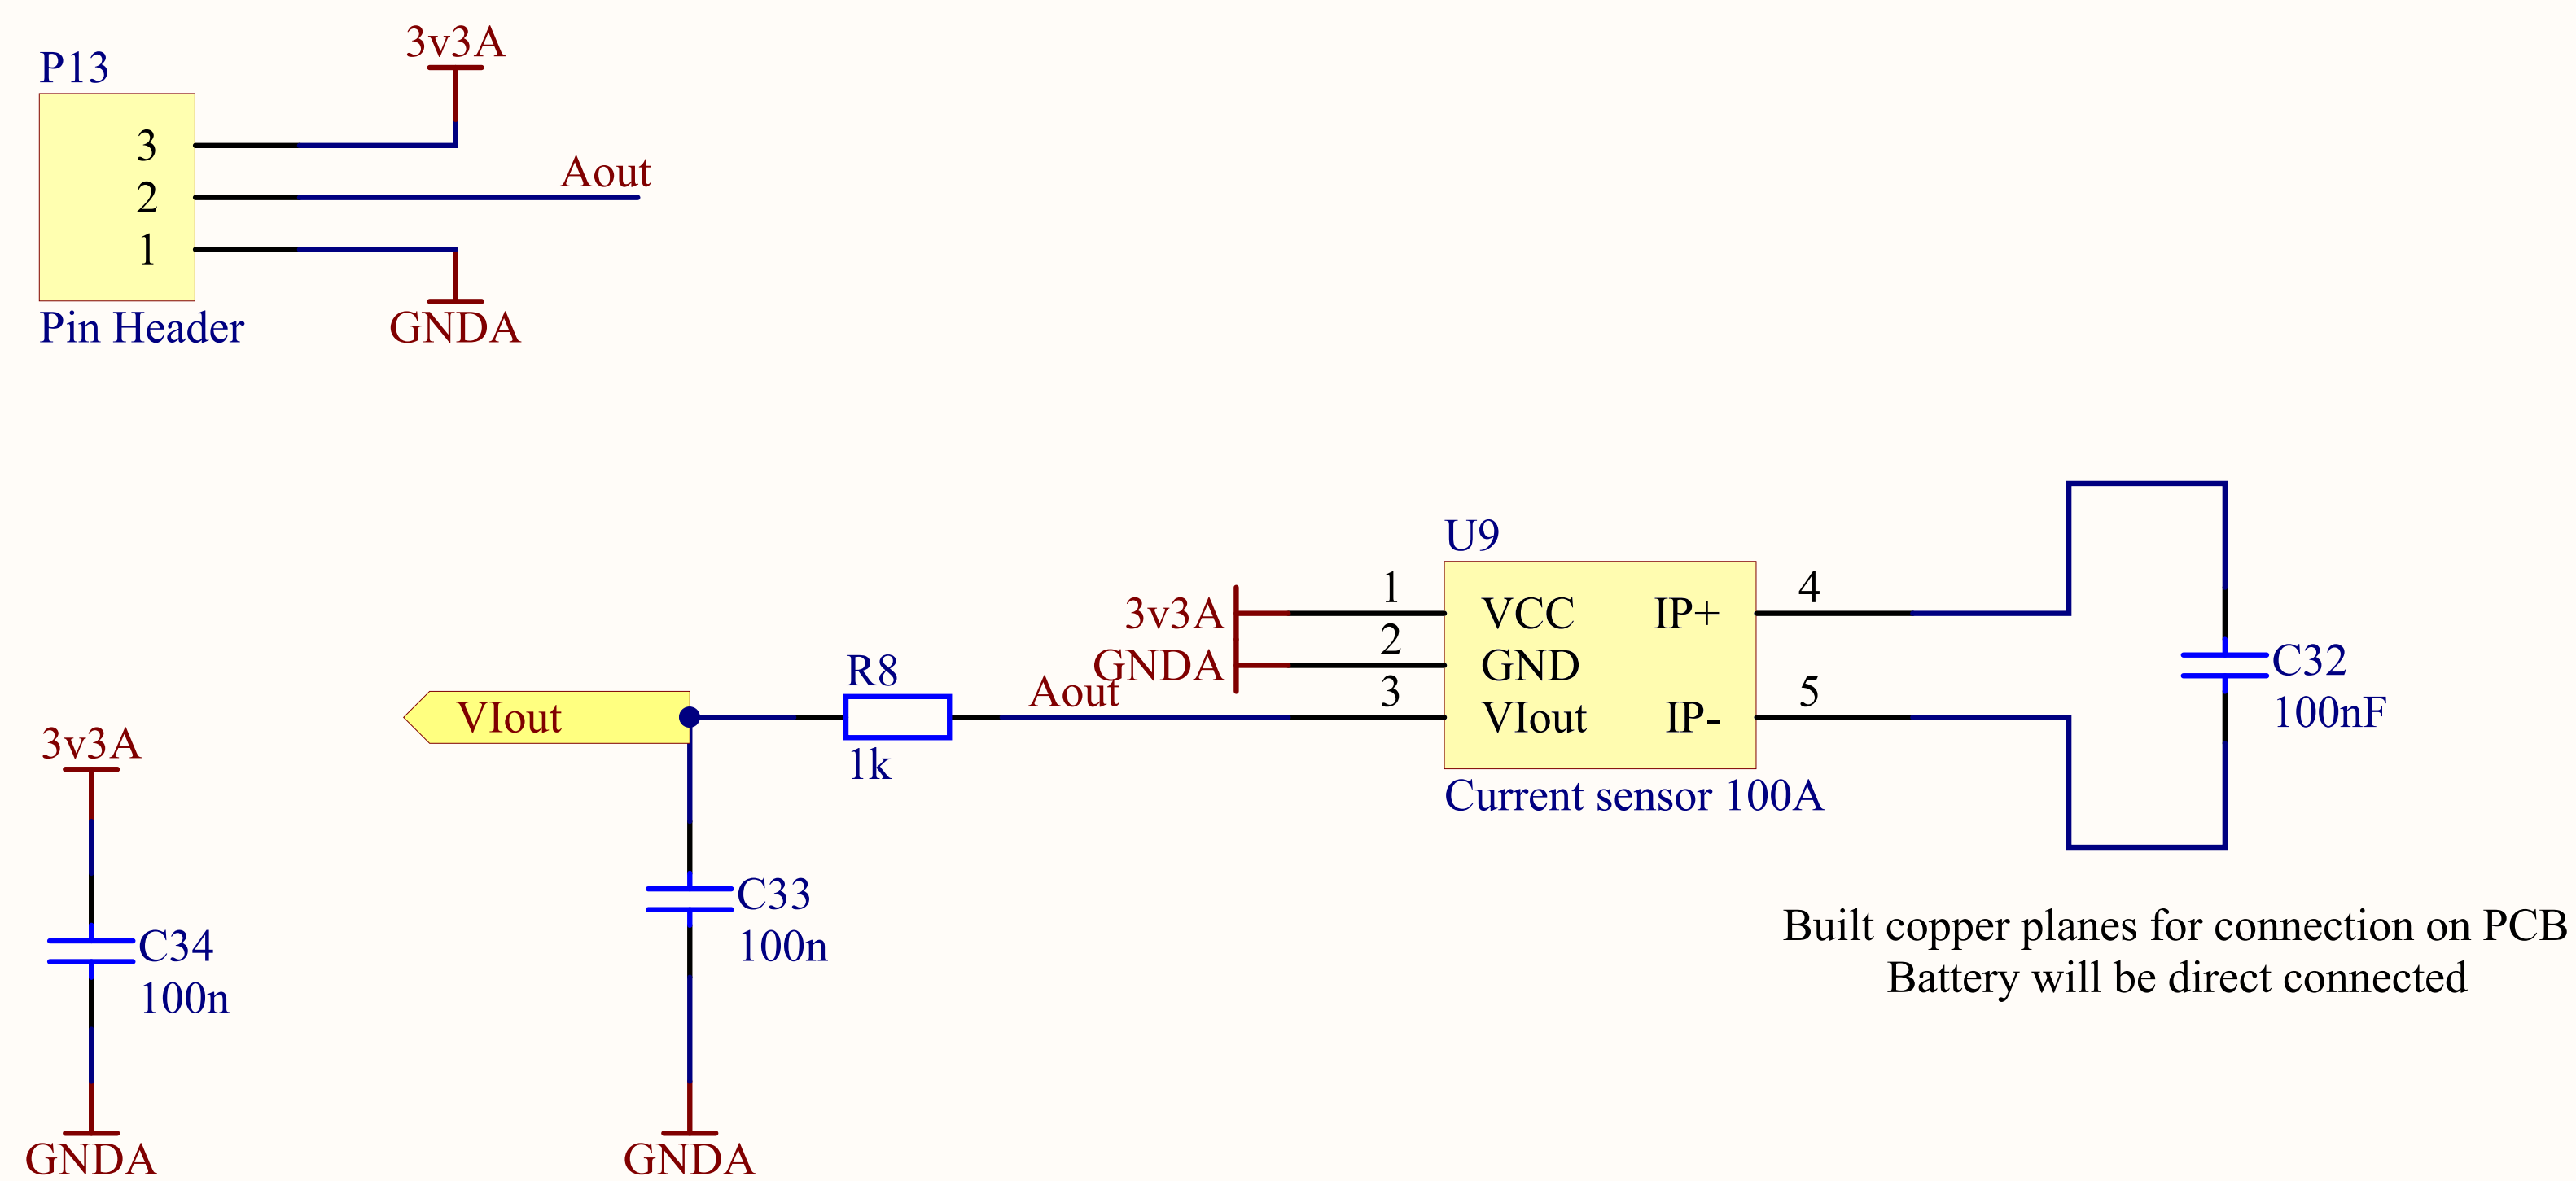 3v3A
P13
3
Aout
2
1
Pin Header
GNDA
U9
1
4
3v3A
VCC
IP+
2
C32
GNDA
GND
R8
Aout
3
5
100nF
VIout
VIout
IP-
3v3A
1k
Current sensor 100A
C33
Built copper planes for connection on PCB
C34
100n
Battery will be direct connected
100n
GNDA
GNDA